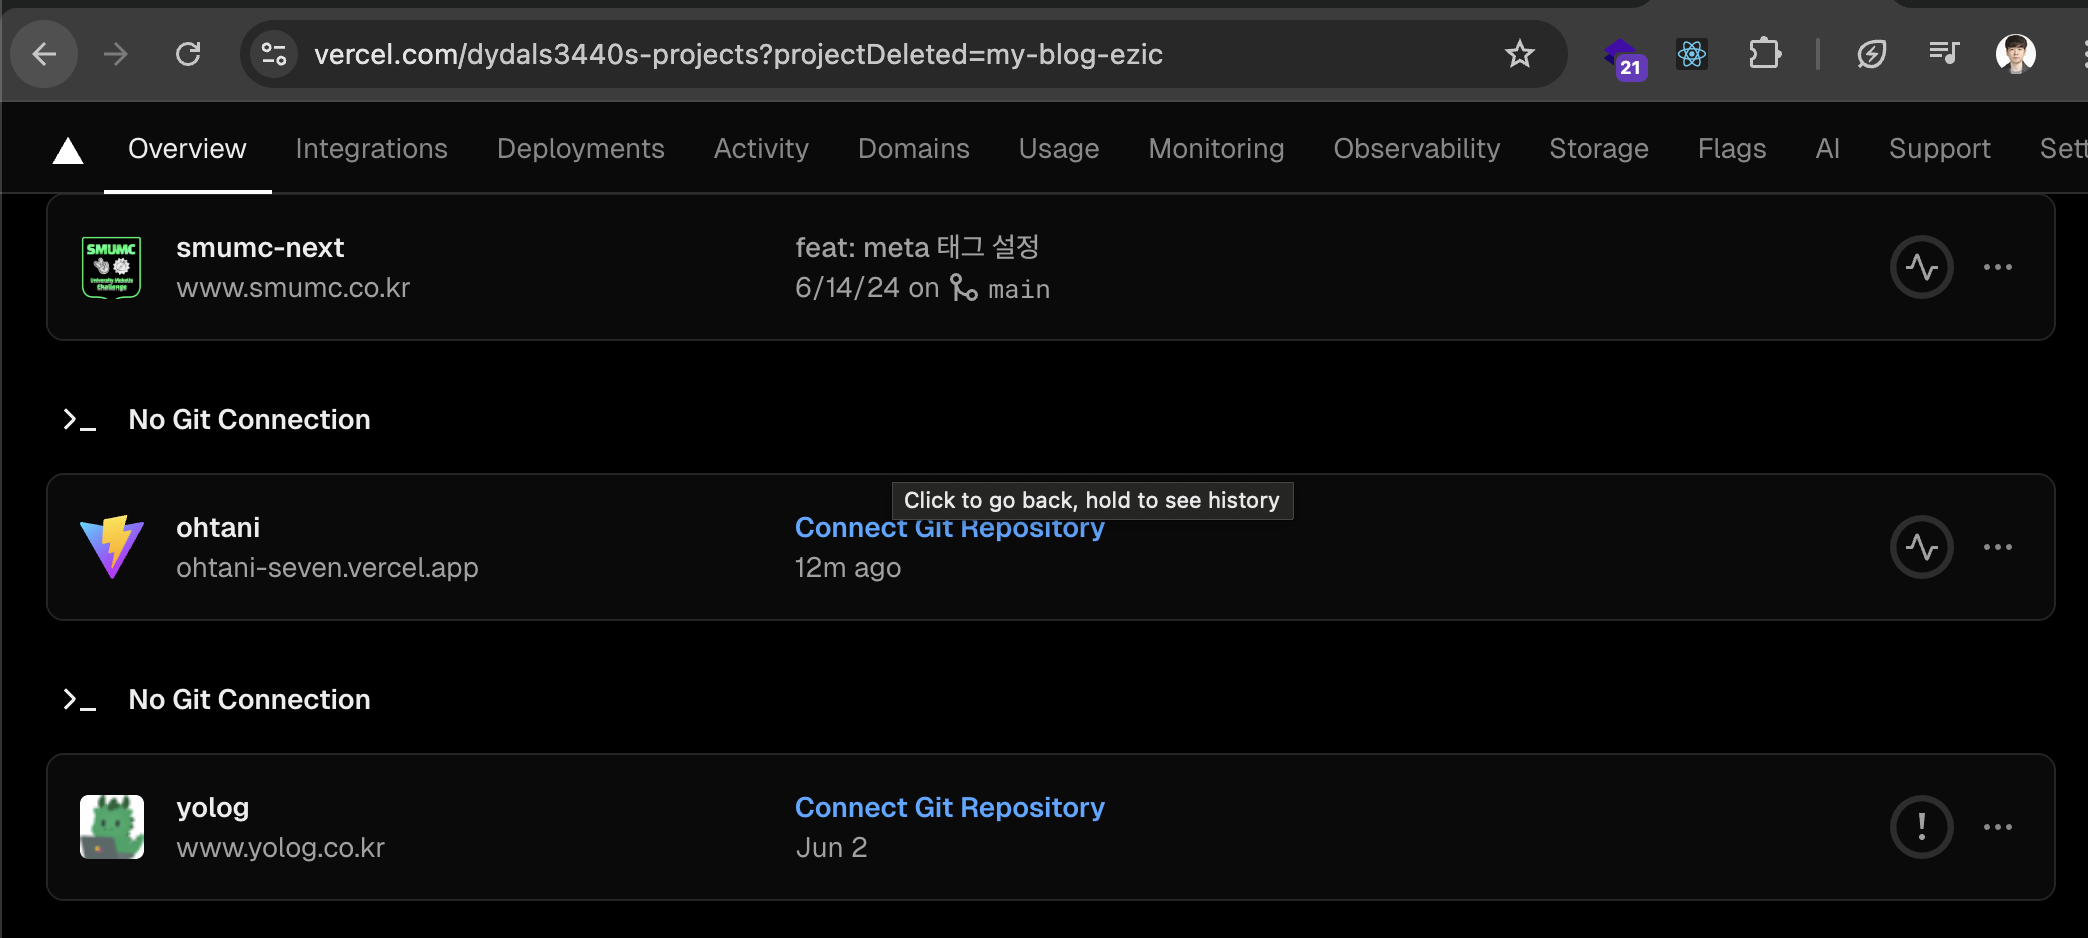 vercel.com/dydals3440s-projects?projectDeleted=my-blog-ezic
21
Overview Integrations Deployments Activity Domains Usage Monitoring Observability Storage Flags AI Support Sett
SMUMC
University MakeUs
Challenge
smumc-next
www.smumc.co.kr
feat: meta 태그 설정
6/14/24 on main
No Git Connection
Click to go back, hold to see history
ohtani
ohtani-seven.vercel.app
Connect Git Repository
12m ago
No Git Connection
yolog
www.yolog.co.kr
Connect Git Repository
Jun 2